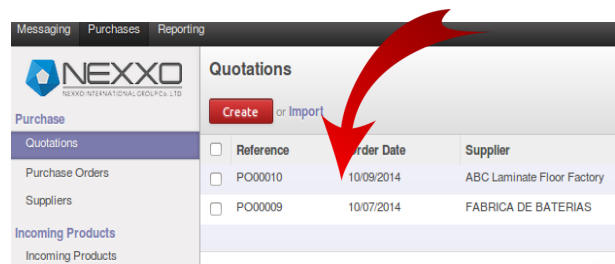 Messaging Purchases Reporting
NEXXO
NEXXO INTERNATIONAL GROUP Co. LTD
Purchase
Quotations
Purchase Orders
Suppliers
Incoming Products
Incoming Products
Quotations
Create or Import
Reference Order Date Supplier
PO00010 10/09/2014 ABC Laminate Floor Factory
PO00009 10/07/2014 FABRICA DE BATERIAS